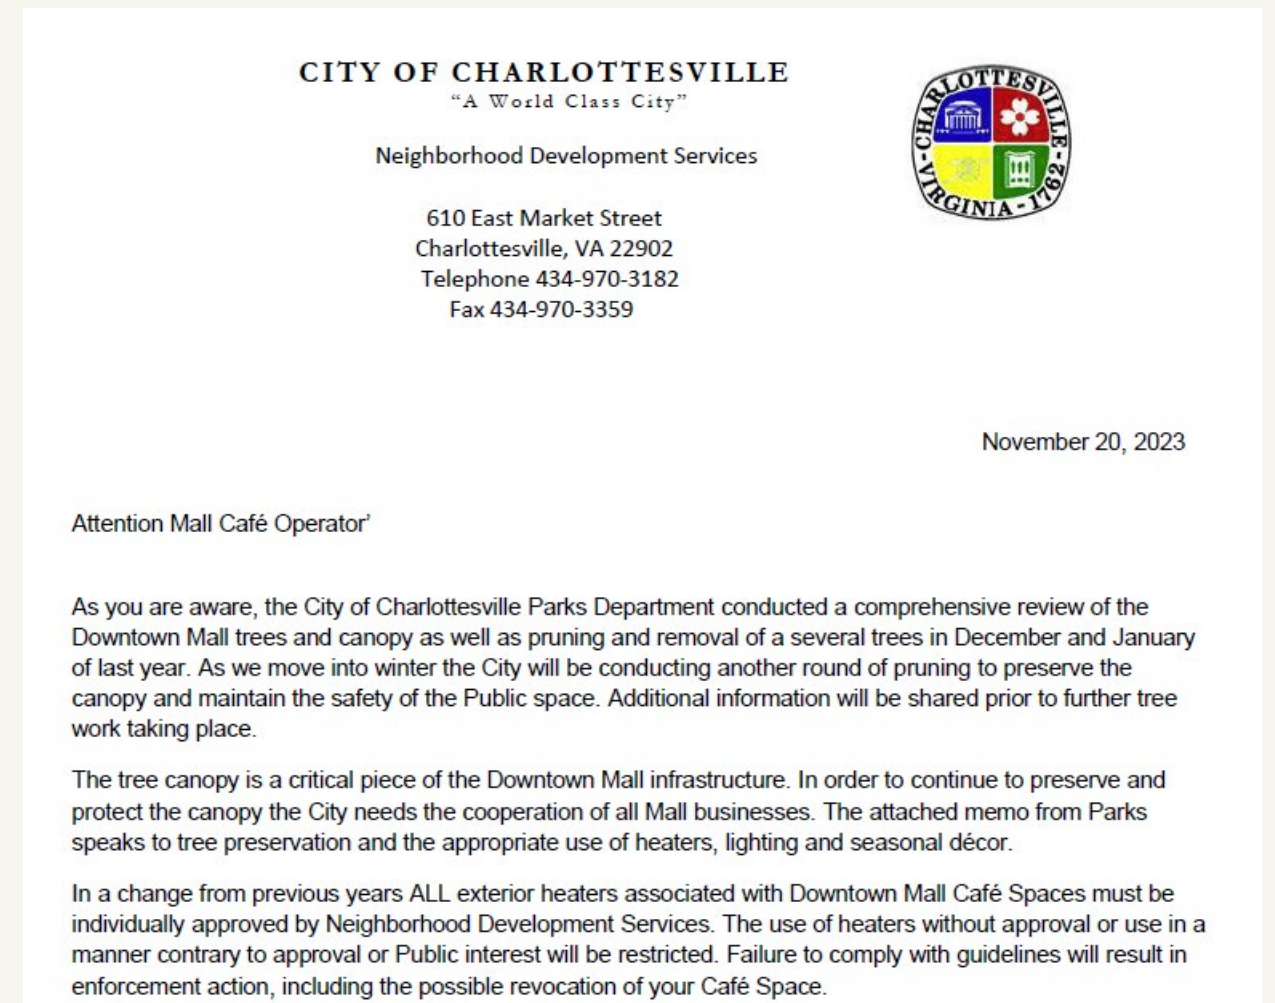 CITY OF CHARLOTTESVILLE
“A World Class City”
Neighborhood Development Services
610 East Market Street
Charlottesville, VA 22902
Telephone 434-970-3182
Fax 434-970-3359
CHARLOTTESVILLE
VIRGINIA - 1762
November 20, 2023
Attention Mall Café Operator’
As you are aware, the City of Charlottesville Parks Department conducted a comprehensive review of the
Downtown Mall trees and canopy as well as pruning and removal of a several trees in December and January
of last year. As we move into winter the City will be conducting another round of pruning to preserve the
canopy and maintain the safety of the Public space. Additional information will be shared prior to further tree
work taking place.
The tree canopy is a critical piece of the Downtown Mall infrastructure. In order to continue to preserve and
protect the canopy the City needs the cooperation of all Mall businesses. The attached memo from Parks
speaks to tree preservation and the appropriate use of heaters, lighting and seasonal décor.
In a change from previous years ALL exterior heaters associated with Downtown Mall Café Spaces must be
individually approved by Neighborhood Development Services. The use of heaters without approval or use in a
manner contrary to approval or Public interest will be restricted. Failure to comply with guidelines will result in
enforcement action, including the possible revocation of your Café Space.